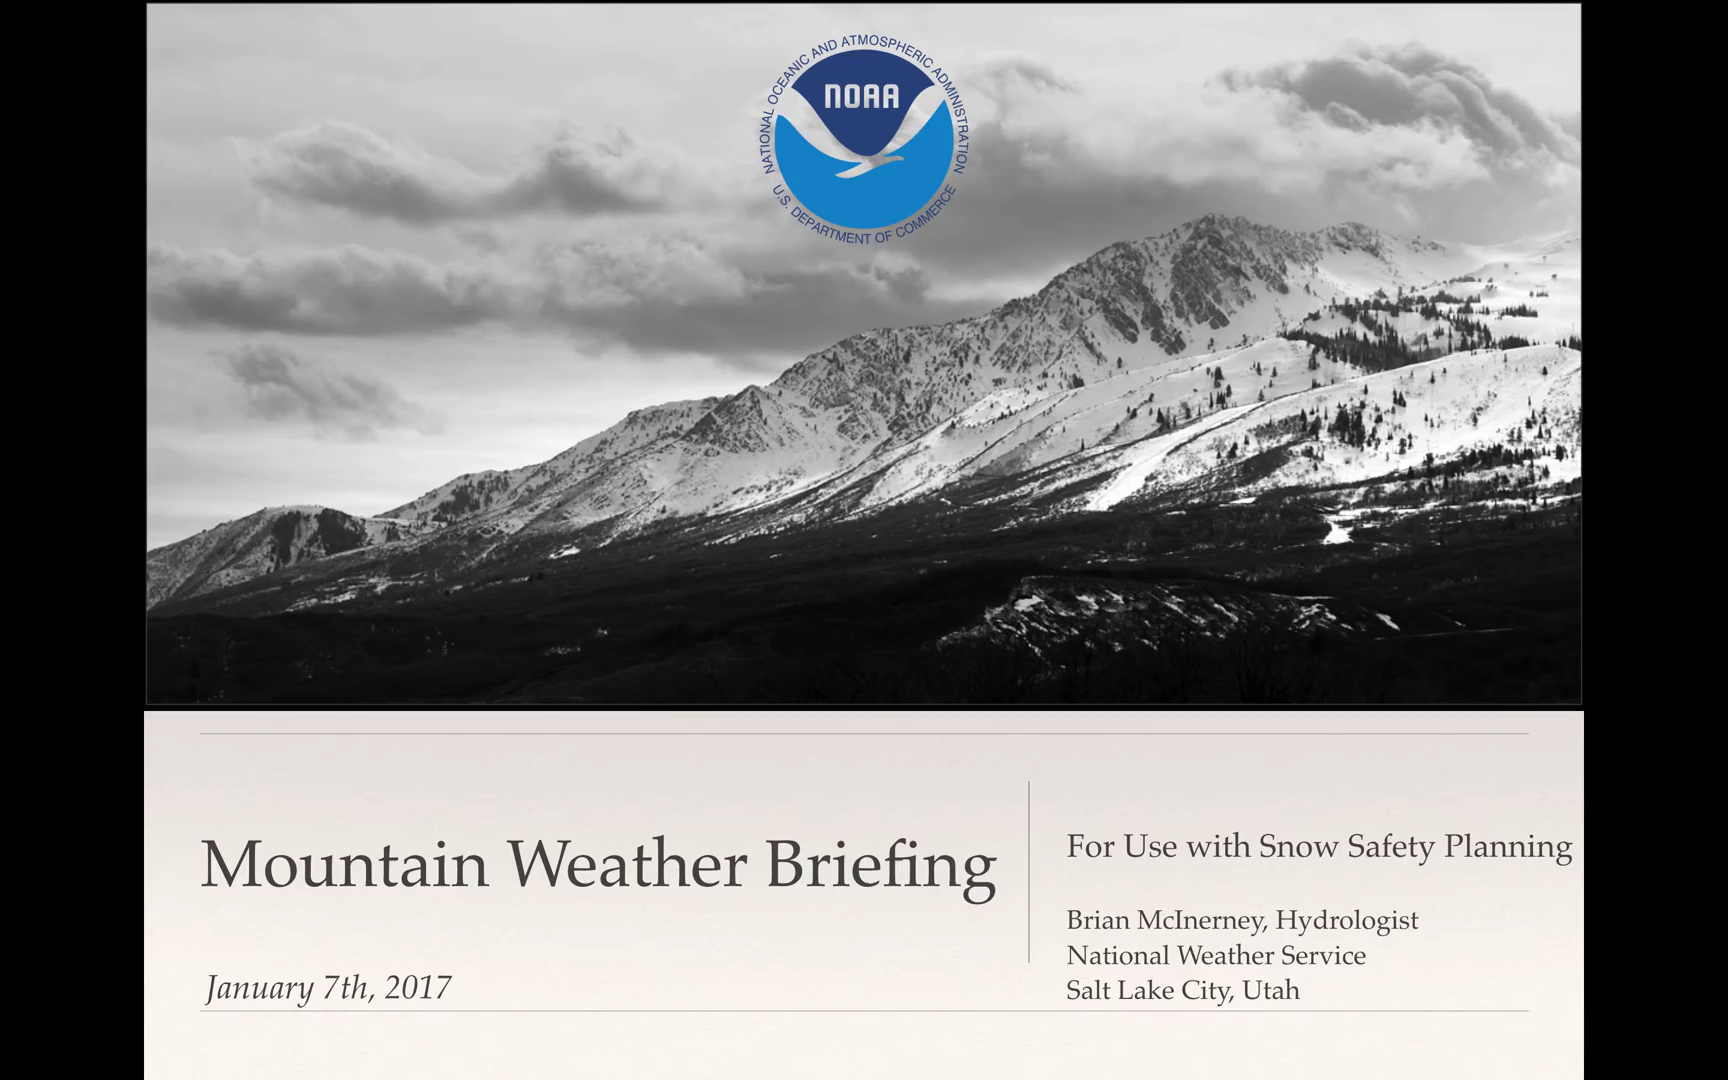 NATIONAL OCEANIC AND ATMOSPHERIC ADMINISTRATION
NOAA
U.S. DEPARTMENT OF COMMERCE
Mountain Weather Briefing
January 7th, 2017
For Use with Snow Safety Planning
Brian McInerney, Hydrologist
National Weather Service
Salt Lake City, Utah